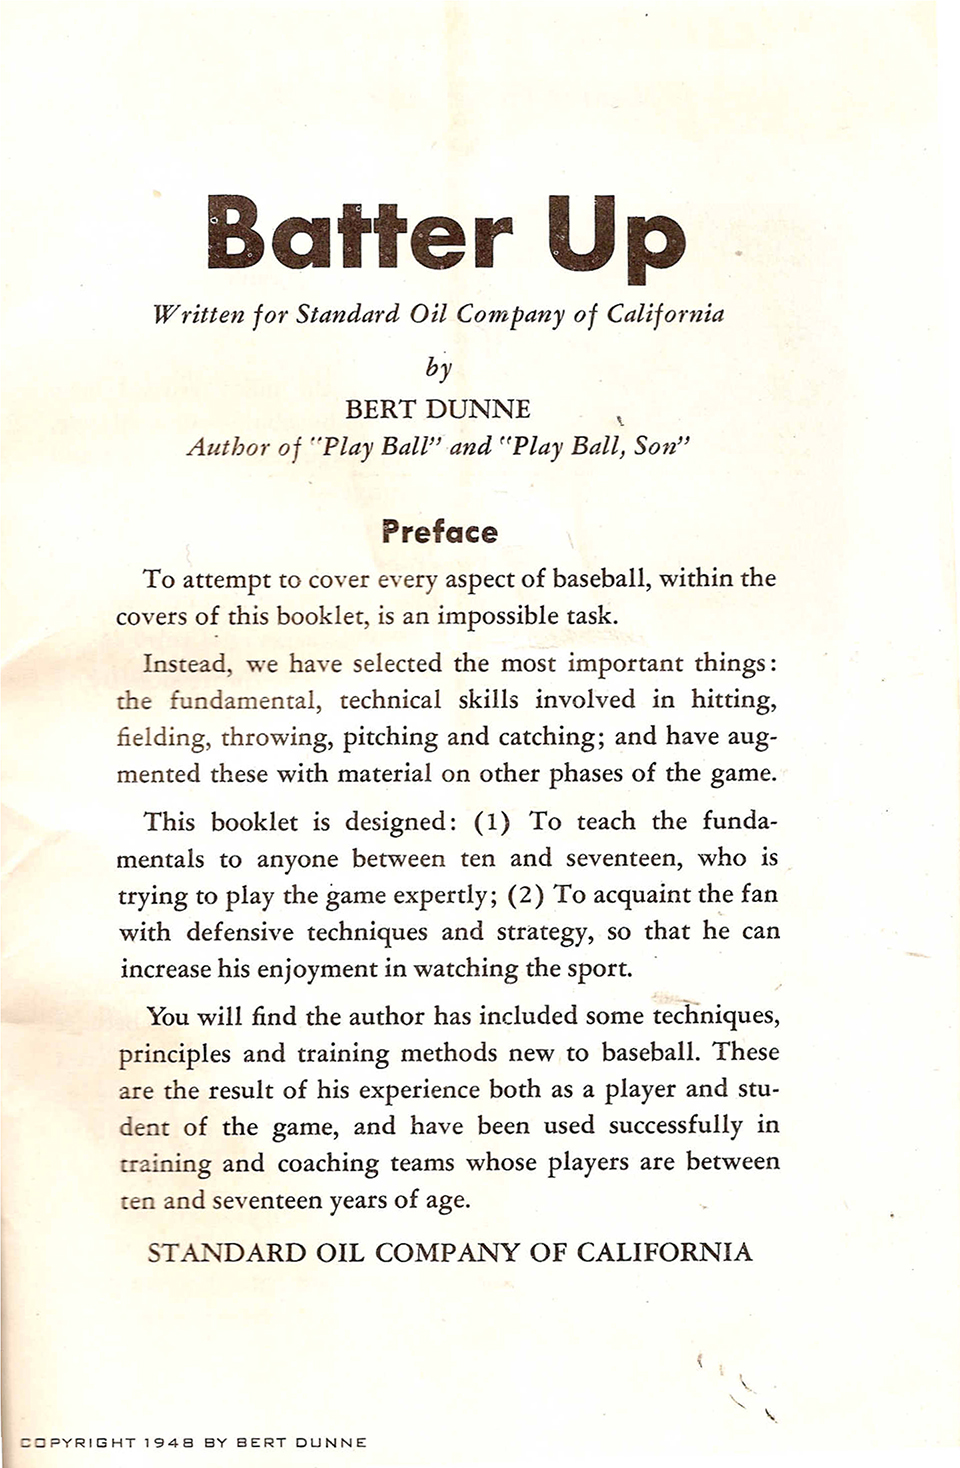 Batter Up
Written for Standard Oil Company of California
by
BERT DUNNE
Author of "Play Ball" and "Play Ball, Son"
Preface
To attempt to cover every aspect of baseball, within the
covers of this booklet, is an impossible task.
Instead, we have selected the most important things:
the fundamental, technical skills involved in hitting,
fielding, throwing, pitching and catching; and have aug-
mented these with material on other phases of the game.
This booklet is designed: (1) To teach the funda-
mentals to anyone between ten and seventeen, who is
trying to play the game expertly; (2) To acquaint the fan
with defensive techniques and strategy, so that he can
increase his enjoyment in watching the sport.
You will find the author has included some techniques,
principles and training methods new to baseball. These
are the result of his experience both as a player and stu-
dent of the game, and have been used successfully in
training and coaching teams whose players are between
ten and seventeen years of age.
STANDARD OIL COMPANY OF CALIFORNIA
COPYRIGHT 1948 BY BERT DUNNE